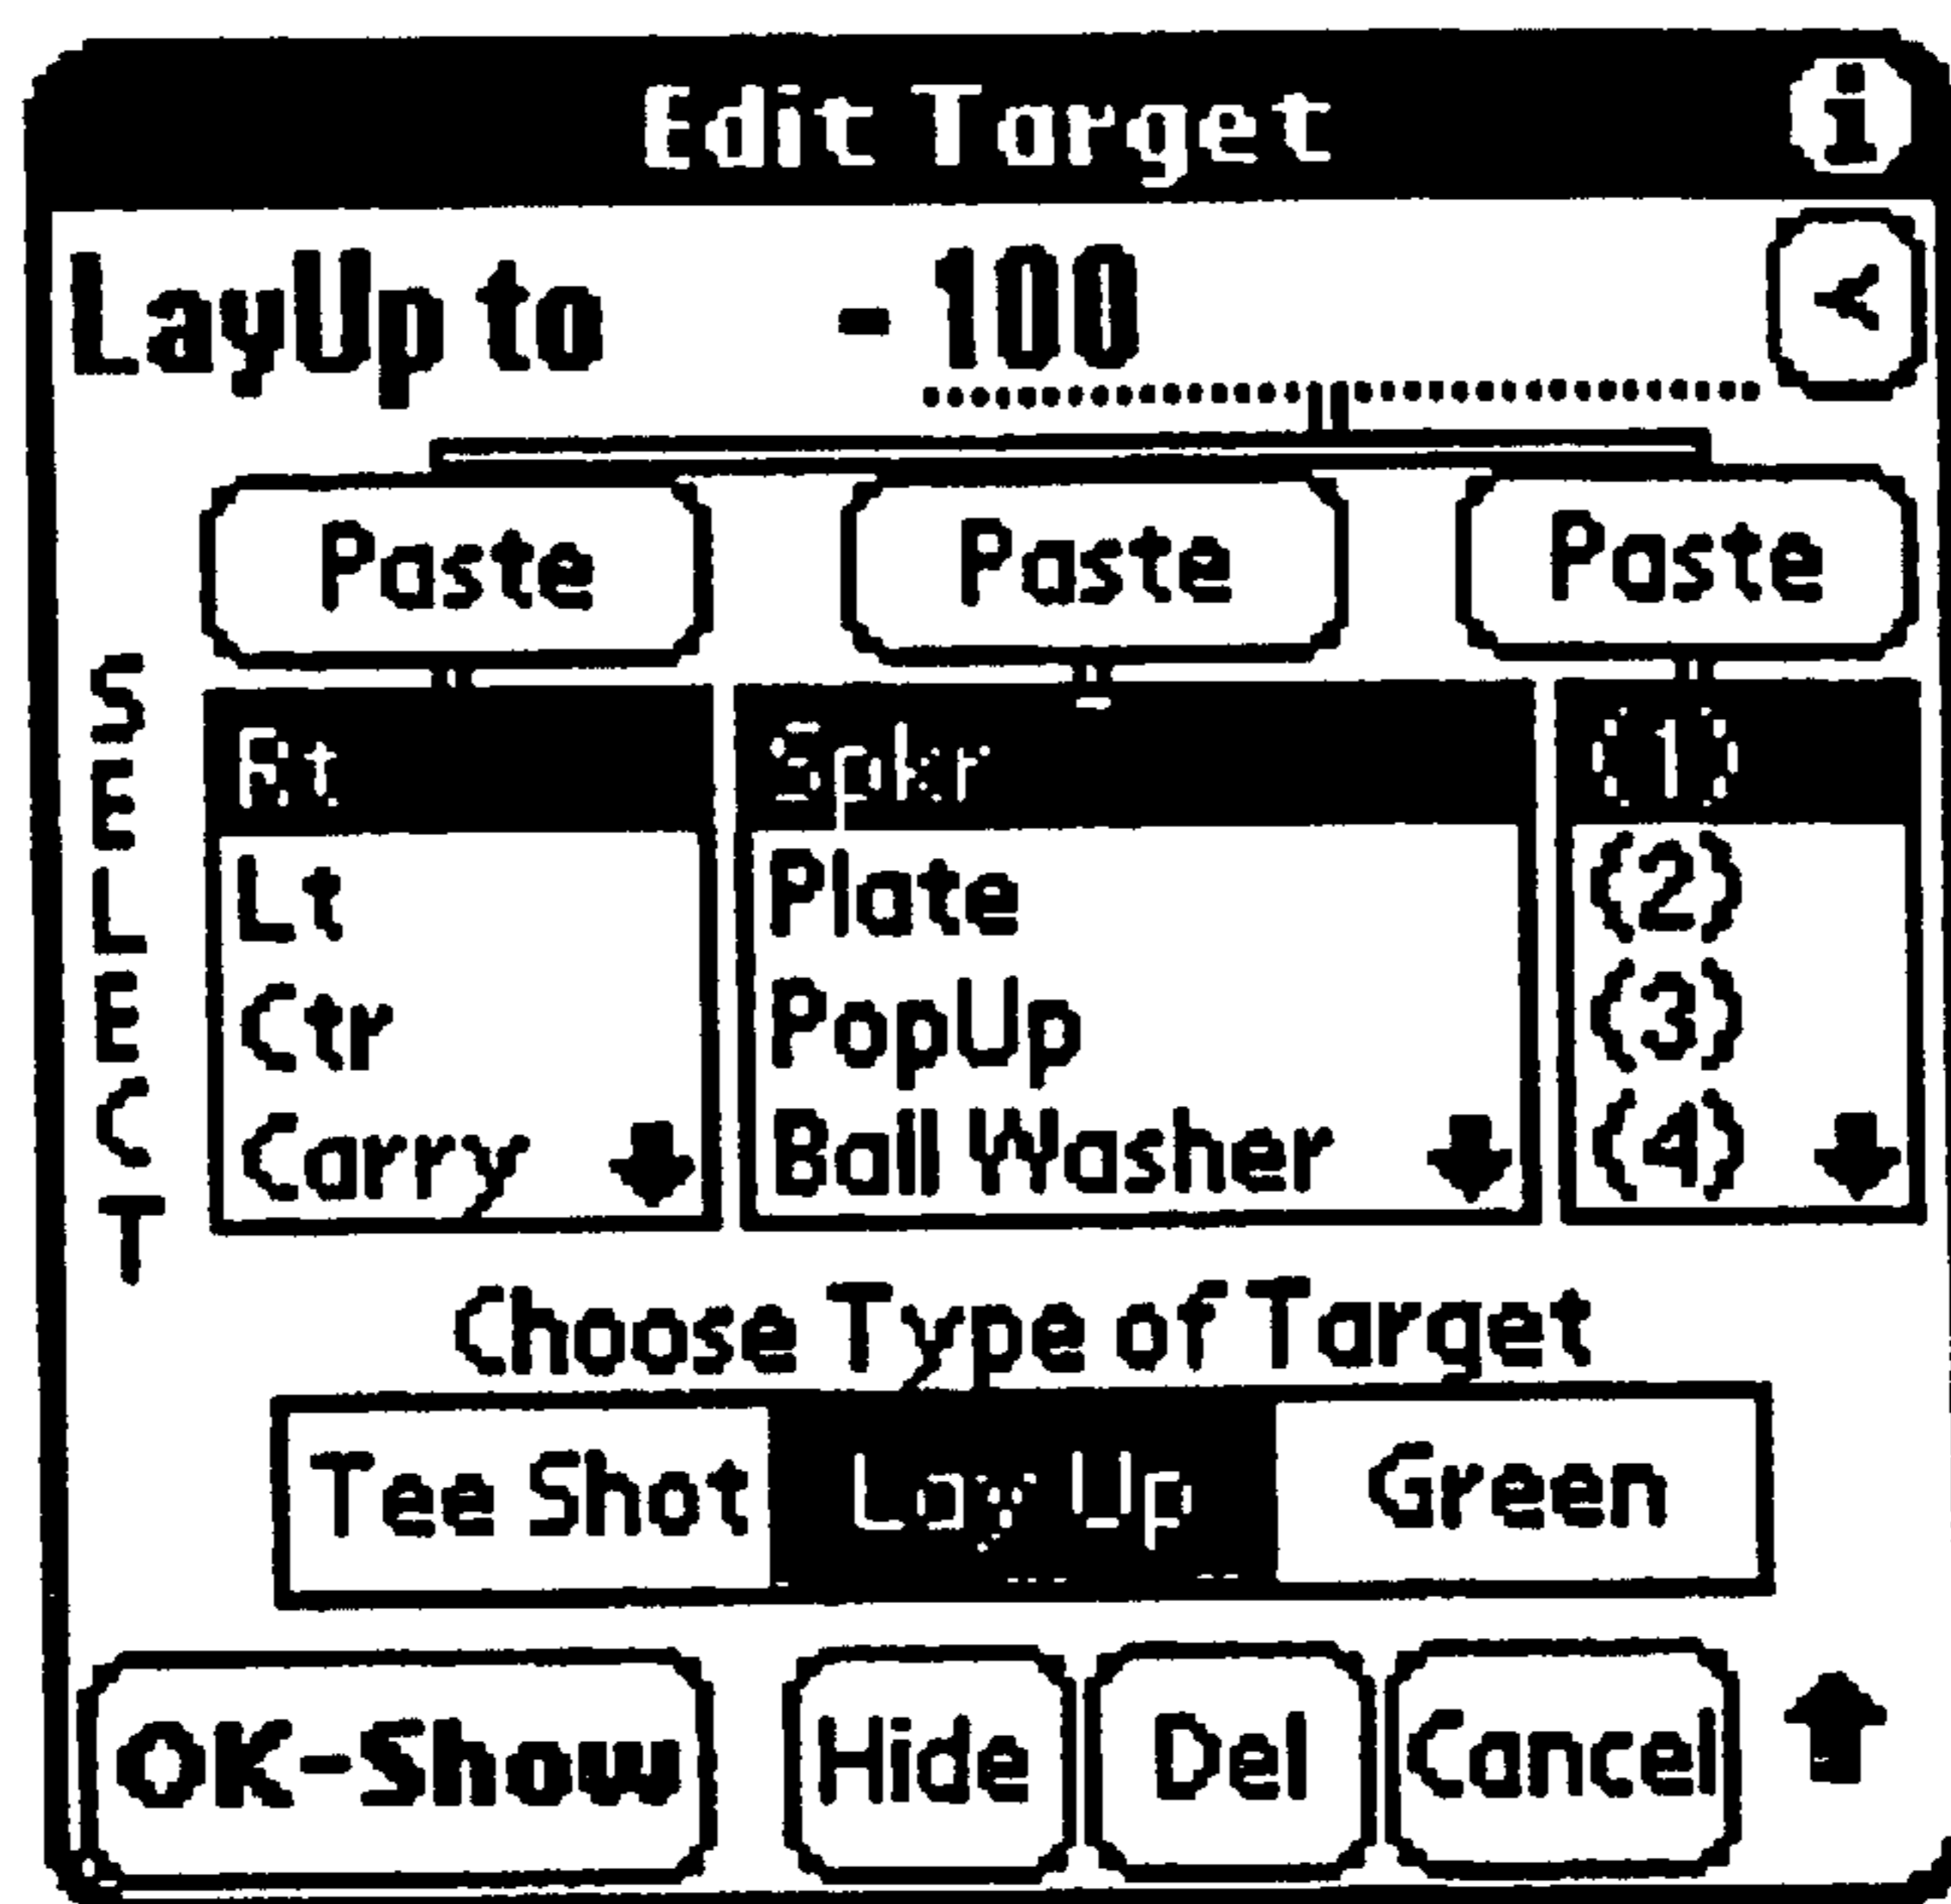 Edit Target i
LayUp to - 100 <
Paste Paste Paste
SELECT
Rt Spkr (1)
Lt Plate (2)
Ctr PopUp (3)
Carry Ball Washer (4)
Choose Type of Target
Tee Shot Lay Up Green
OK-Show Hide Del Cancel